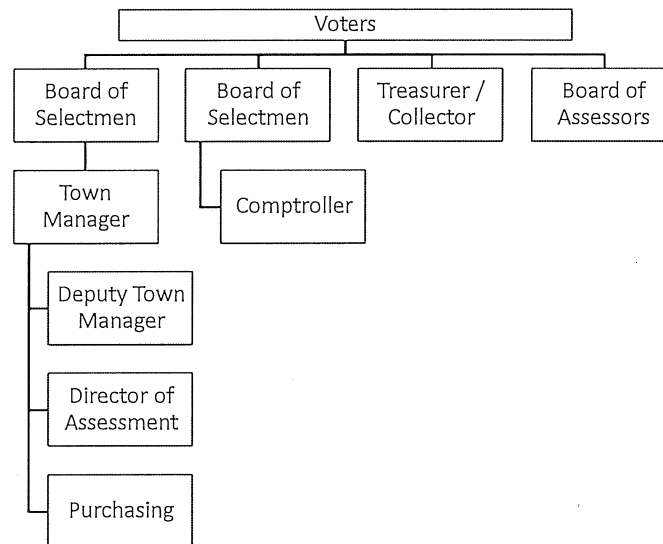 Voters
Board of
Selectmen
Board of
Selectmen
Treasurer /
Collector
Board of
Assessors
Town
Manager
Comptroller
Deputy Town
Manager
Director of
Assessment
Purchasing